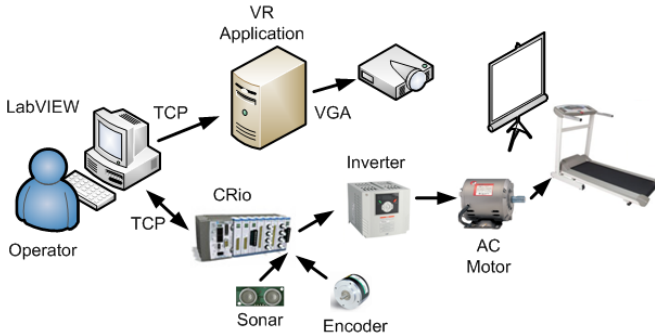 VR
Application
LabVIEW
TCP
VGA
Inverter
CRio
TCP
Operator
AC
Motor
Sonar
Encoder